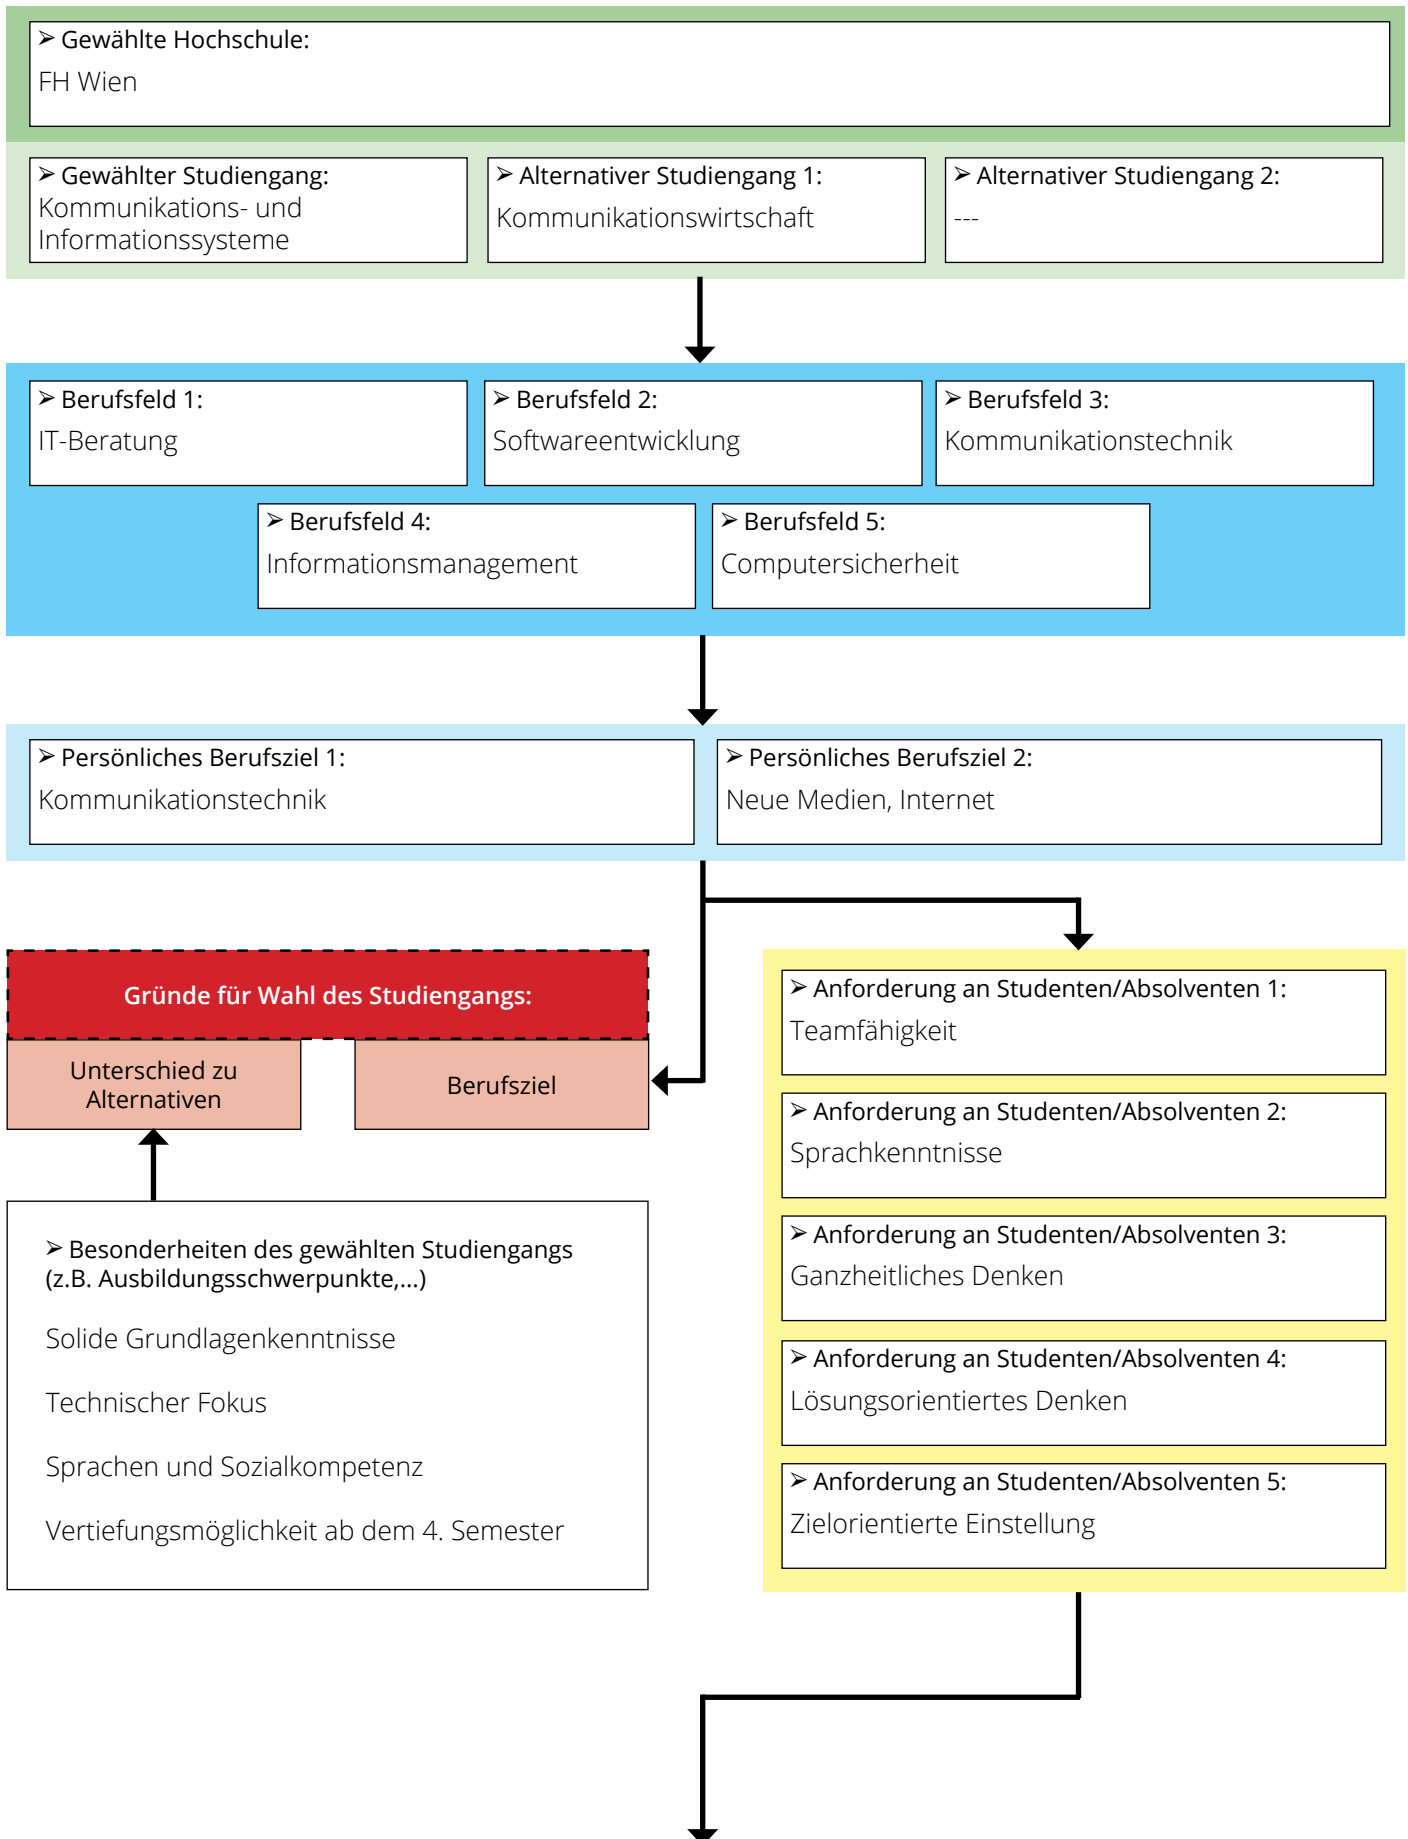 ➢ Gewählte Hochschule:
FH Wien
➢ Gewählter Studiengang:
Kommunikations- und
Informationssysteme
➢ Alternativer Studiengang 1:
Kommunikationswirtschaft
➢ Alternativer Studiengang 2:
---
➢ Berufsfeld 1:
IT-Beratung
➢ Berufsfeld 2:
Softwareentwicklung
➢ Berufsfeld 3:
Kommunikationstechnik
➢ Berufsfeld 4:
Informationsmanagement
➢ Berufsfeld 5:
Computersicherheit
➢ Persönliches Berufsziel 1:
Kommunikationstechnik
➢ Persönliches Berufsziel 2:
Neue Medien, Internet
Gründe für Wahl des Studiengangs:
Unterschied zu
Alternativen
Berufsziel
➢ Besonderheiten des gewählten Studiengangs
(z.B. Ausbildungsschwerpunkte,...)
Solide Grundlagenkenntnisse
Technischer Fokus
Sprachen und Sozialkompetenz
Vertiefungsmöglichkeit ab dem 4. Semester
➢ Anforderung an Studenten/Absolventen 1:
Teamfähigkeit
➢ Anforderung an Studenten/Absolventen 2:
Sprachkenntnisse
➢ Anforderung an Studenten/Absolventen 3:
Ganzheitliches Denken
➢ Anforderung an Studenten/Absolventen 4:
Lösungsorientiertes Denken
➢ Anforderung an Studenten/Absolventen 5:
Zielorientierte Einstellung